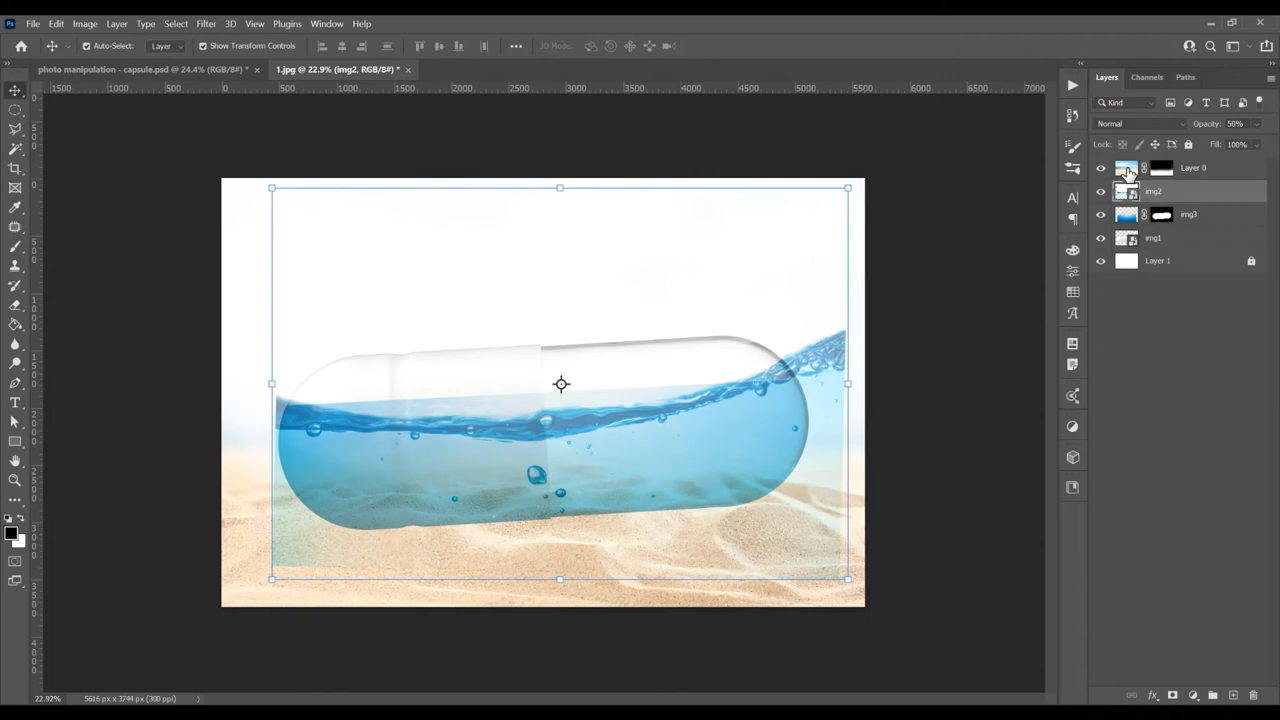 Ps File Edit Image Layer Type Select Filter 3D View Plugins Window Help
Auto-Select: Layer Show Transform Controls 3D Mode:
photo manipulation - capsule.psd @ 24.4% (RGB/8#) * × 1.jpg @ 22.9% (img2, RGB/8#) * ×
1500 1000 500 0 500 1000 1500 2000 2500 3000 3500 4000 4500 5000 5500 6000 6500 7000
Layers Channels Paths
Kind
Normal Opacity: 50%
Lock: Fill: 100%
Layer 0
img2
img3
img1
Layer 1
22.92% 5616 px x 3744 px (300 ppi)